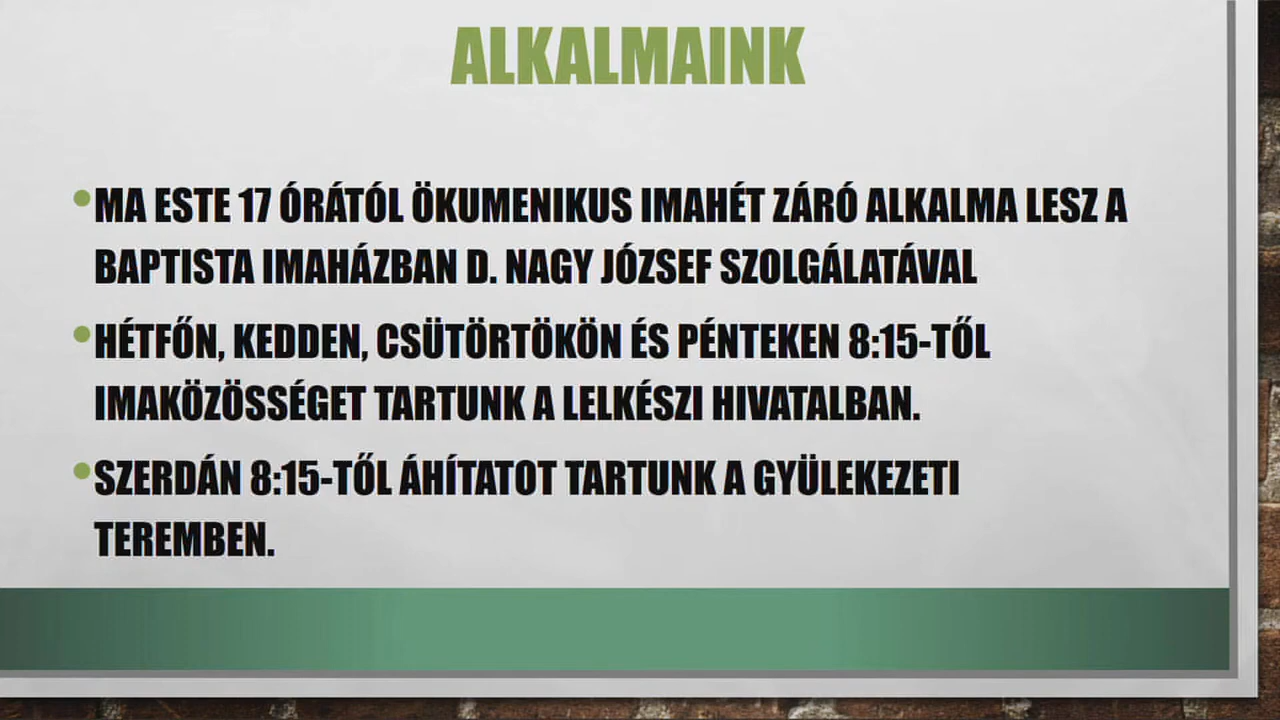 ALKALMAINK
•MA ESTE 17 ÓRÁTÓL ÖKUMENIKUS IMAHÉT ZÁRÓ ALKALMA LESZ A
BAPTISTA IMAHÁZBAN D. NAGY JÓZSEF SZOLGÁLATÁVAL
•HÉTFŐN, KEDDEN, CSÜTÖRTÖKÖN ÉS PÉNTEKEN 8:15-TŐL
IMAKÖZÖSSÉGET TARTUNK A LELKÉSZI HIVATALBAN.
•SZERDÁN 8:15-TŐL ÁHÍTATOT TARTUNK A GYÜLEKEZETI
TEREMBEN.